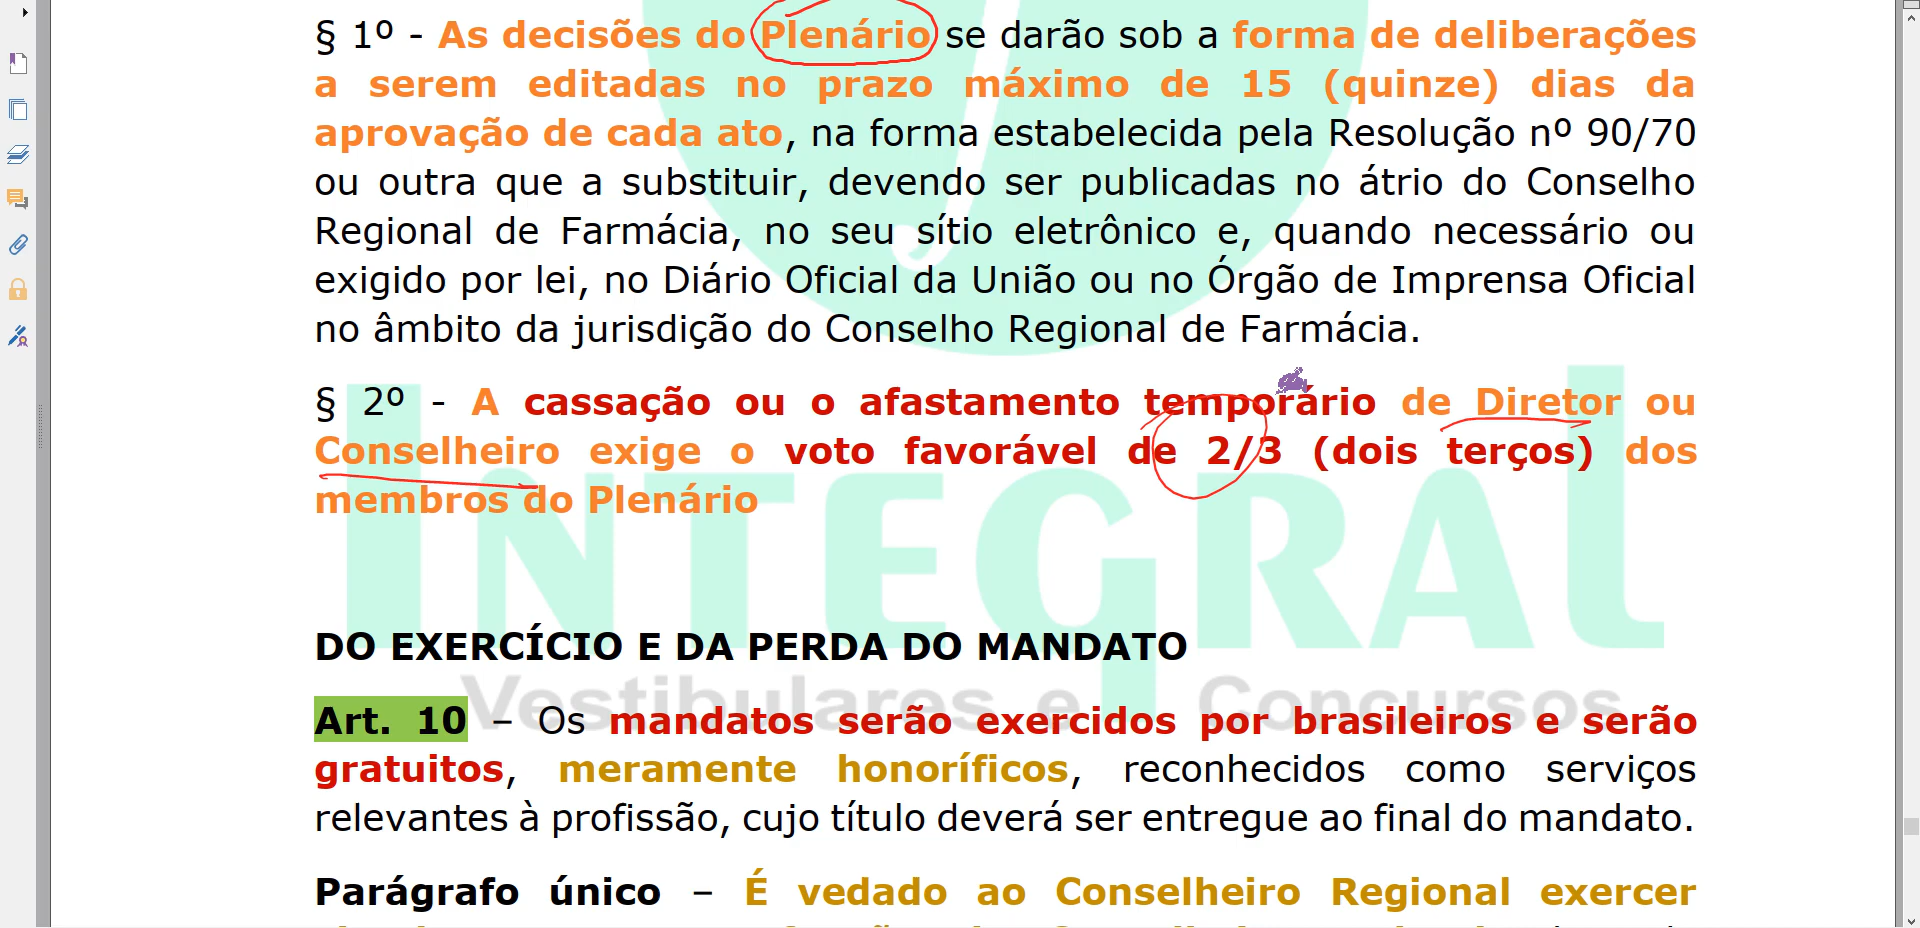 § 1º - As decisões do Plenário se darão sob a forma de deliberações
a serem editadas no prazo máximo de 15 (quinze) dias da
aprovação de cada ato, na forma estabelecida pela Resolução nº 90/70
ou outra que a substituir, devendo ser publicadas no átrio do Conselho
Regional de Farmácia, no seu sítio eletrônico e, quando necessário ou
exigido por lei, no Diário Oficial da União ou no Órgão de Imprensa Oficial
no âmbito da jurisdição do Conselho Regional de Farmácia.
§ 2º - A cassação ou o afastamento temporário de Diretor ou
Conselheiro exige o voto favorável de 2/3 (dois terços) dos
membros do Plenário
INTEGRAL
DO EXERCÍCIO E DA PERDA DO MANDATO
Vestibulares e Concursos
Art. 10 – Os mandatos serão exercidos por brasileiros e serão
gratuitos, meramente honoríficos, reconhecidos como serviços
relevantes à profissão, cujo título deverá ser entregue ao final do mandato.
Parágrafo único – É vedado ao Conselheiro Regional exercer